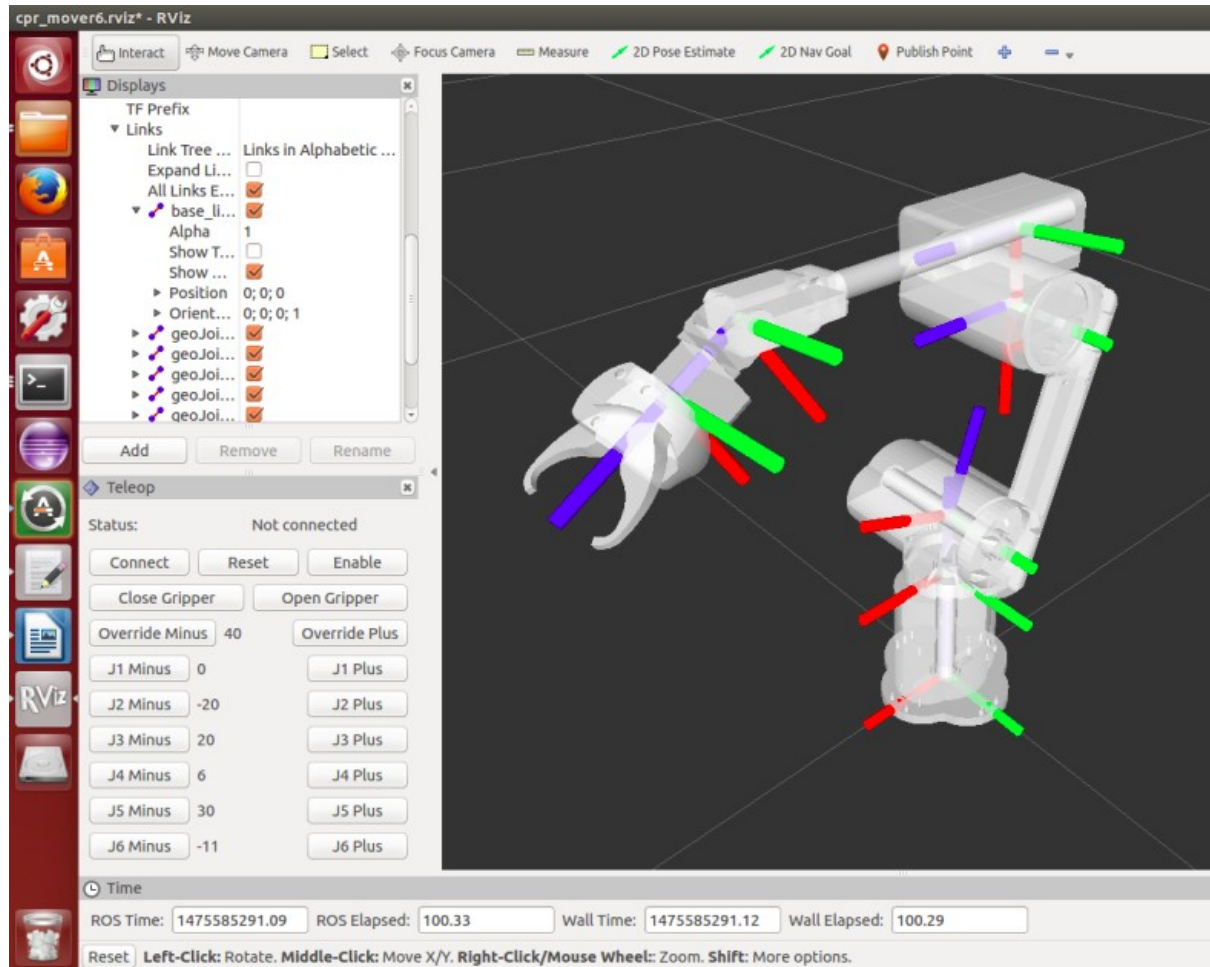 cpr_mover6.rviz* - RViz
Interact Move Camera Select Focus Camera Measure 2D Pose Estimate 2D Nav Goal Publish Point
Displays
TF Prefix
Links
Link Tree ... Links in Alphabetic ...
Expand Li...
All Links E...
base_li...
Alpha 1
Show T...
Show ...
Position 0; 0; 0
Orient... 0; 0; 0; 1
geoJoi...
geoJoi...
geoJoi...
geoJoi...
geoJoi...
Add Remove Rename
Teleop
Status: Not connected
Connect Reset Enable
Close Gripper Open Gripper
Override Minus 40 Override Plus
J1 Minus 0 J1 Plus
J2 Minus -20 J2 Plus
RViz
J3 Minus 20 J3 Plus
J4 Minus 6 J4 Plus
J5 Minus 30 J5 Plus
J6 Minus -11 J6 Plus
Time
ROS Time: 1475585291.09 ROS Elapsed: 100.33 Wall Time: 1475585291.12 Wall Elapsed: 100.29
Reset Left-Click: Rotate. Middle-Click: Move X/Y. Right-Click/Mouse Wheel:: Zoom. Shift: More options.